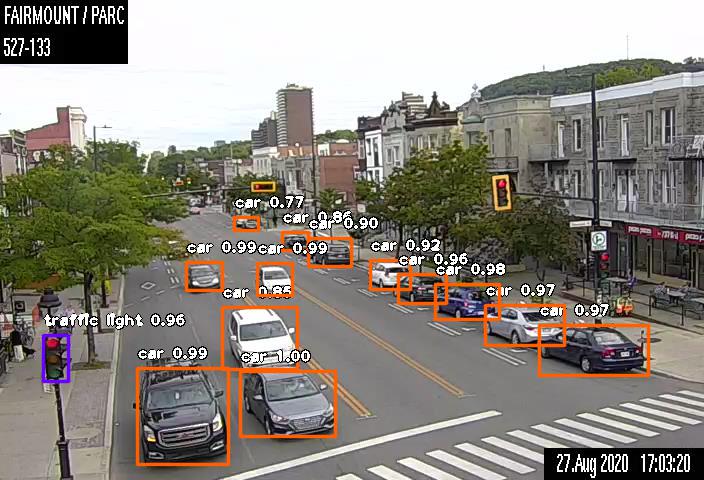 FAIRMOUNT / PARC
527-133
car 0.77
car 0.86
car 0.90
car 0.99
car 0.99
car 0.92
car 0.96
car 0.98
car 0.85
car 0.97
car 0.97
traffic light 0.96
car 0.99
car 1.00
27.Aug 2020 17:03:20